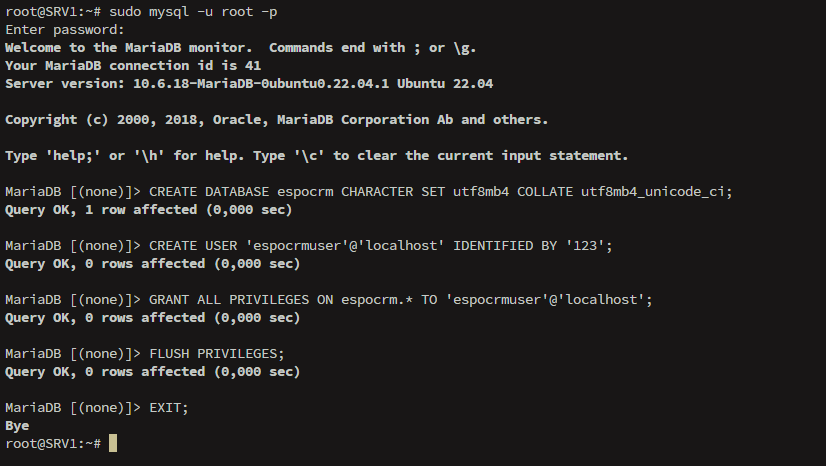 root@SRV1:~# sudo mysql -u root -p
Enter password:
Welcome to the MariaDB monitor.  Commands end with ; or \g.
Your MariaDB connection id is 41
Server version: 10.6.18-MariaDB-0ubuntu0.22.04.1 Ubuntu 22.04

Copyright (c) 2000, 2018, Oracle, MariaDB Corporation Ab and others.

Type 'help;' or '\h' for help. Type '\c' to clear the current input statement.

MariaDB [(none)]> CREATE DATABASE espocrm CHARACTER SET utf8mb4 COLLATE utf8mb4_unicode_ci;
Query OK, 1 row affected (0,000 sec)

MariaDB [(none)]> CREATE USER 'espocrmuser'@'localhost' IDENTIFIED BY '123';
Query OK, 0 rows affected (0,000 sec)

MariaDB [(none)]> GRANT ALL PRIVILEGES ON espocrm.* TO 'espocrmuser'@'localhost';
Query OK, 0 rows affected (0,000 sec)

MariaDB [(none)]> FLUSH PRIVILEGES;
Query OK, 0 rows affected (0,000 sec)

MariaDB [(none)]> EXIT;
Bye
root@SRV1:~#